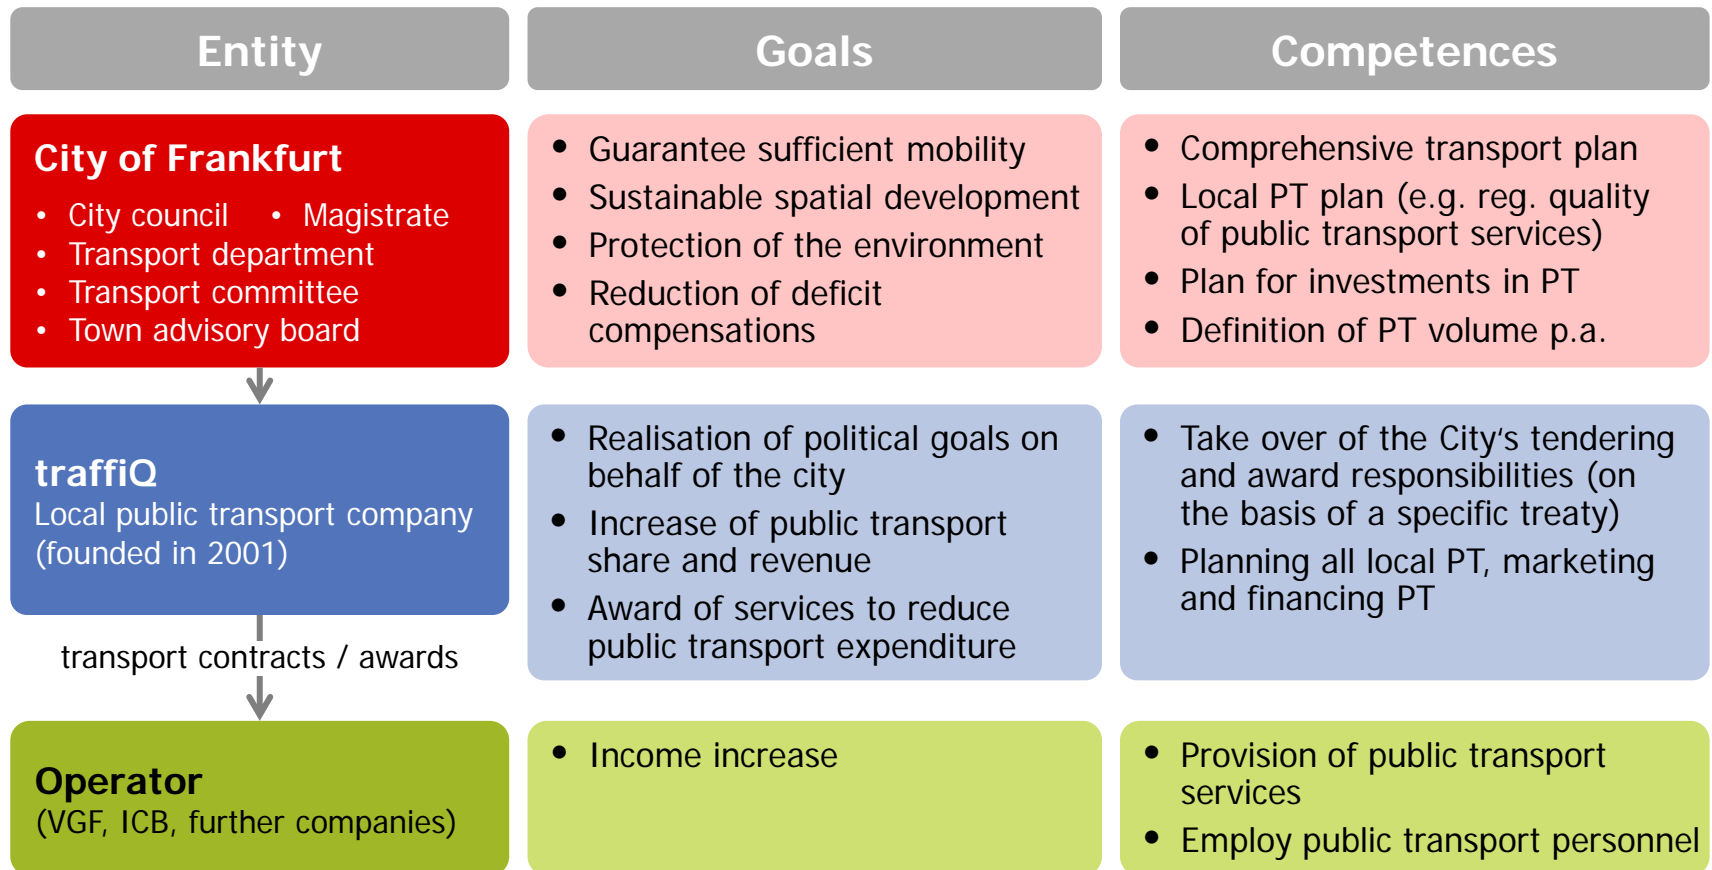 Entity
Goals
Competences
City of Frankfurt
• City council • Magistrate
• Transport department
• Transport committee
• Town advisory board
• Guarantee sufficient mobility
• Sustainable spatial development
• Protection of the environment
• Reduction of deficit
compensations
• Comprehensive transport plan
• Local PT plan (e.g. reg. quality
of public transport services)
• Plan for investments in PT
• Definition of PT volume p.a.
traffiQ
Local public transport company
(founded in 2001)
• Realisation of political goals on
behalf of the city
• Increase of public transport
share and revenue
• Award of services to reduce
public transport expenditure
• Take over of the City‘s tendering
and award responsibilities (on
the basis of a specific treaty)
• Planning all local PT, marketing
and financing PT
transport contracts / awards
Operator
(VGF, ICB, further companies)
• Income increase
• Provision of public transport
services
• Employ public transport personnel